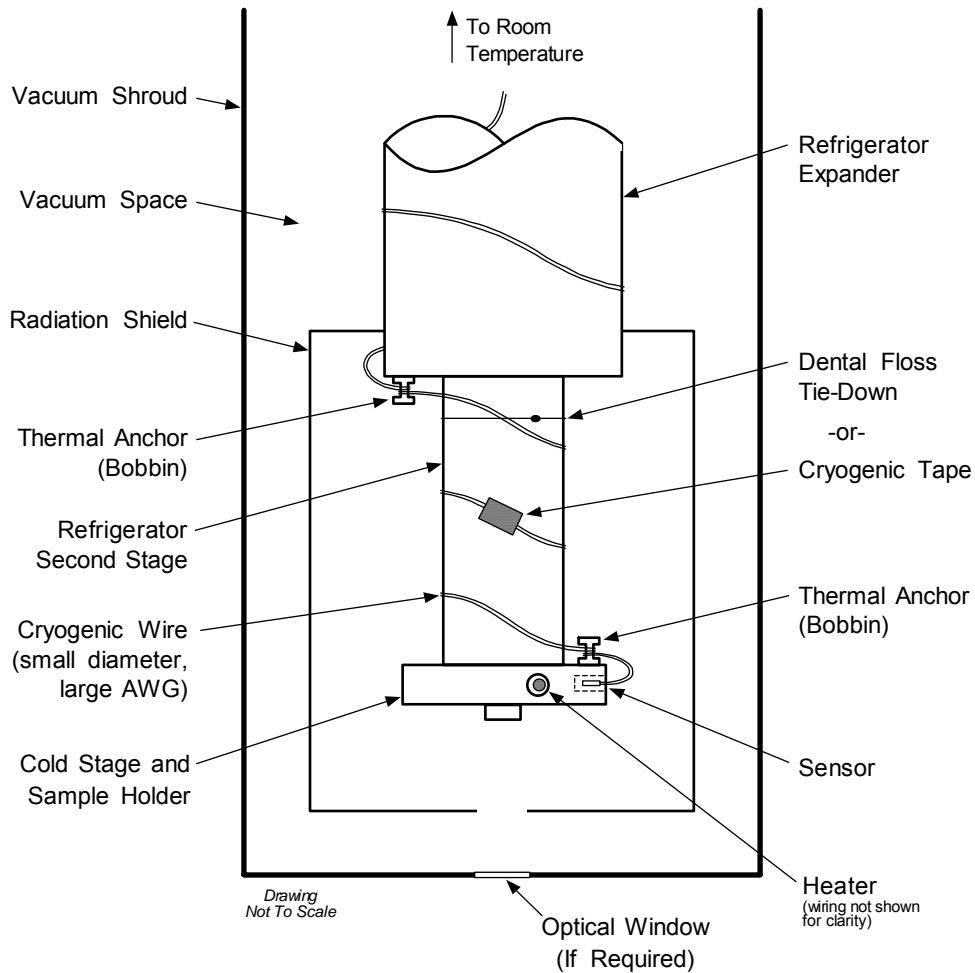 To Room
Temperature
Vacuum Shroud
Refrigerator
Expander
Vacuum Space
Radiation Shield
Dental Floss
Tie-Down
-or-
Cryogenic Tape
Thermal Anchor
(Bobbin)
Refrigerator
Second Stage
Thermal Anchor
(Bobbin)
Cryogenic Wire
(small diameter,
large AWG)
Sensor
Cold Stage and
Sample Holder
Heater
(wiring not shown
for clarity)
Drawing
Not To Scale
Optical Window
(If Required)